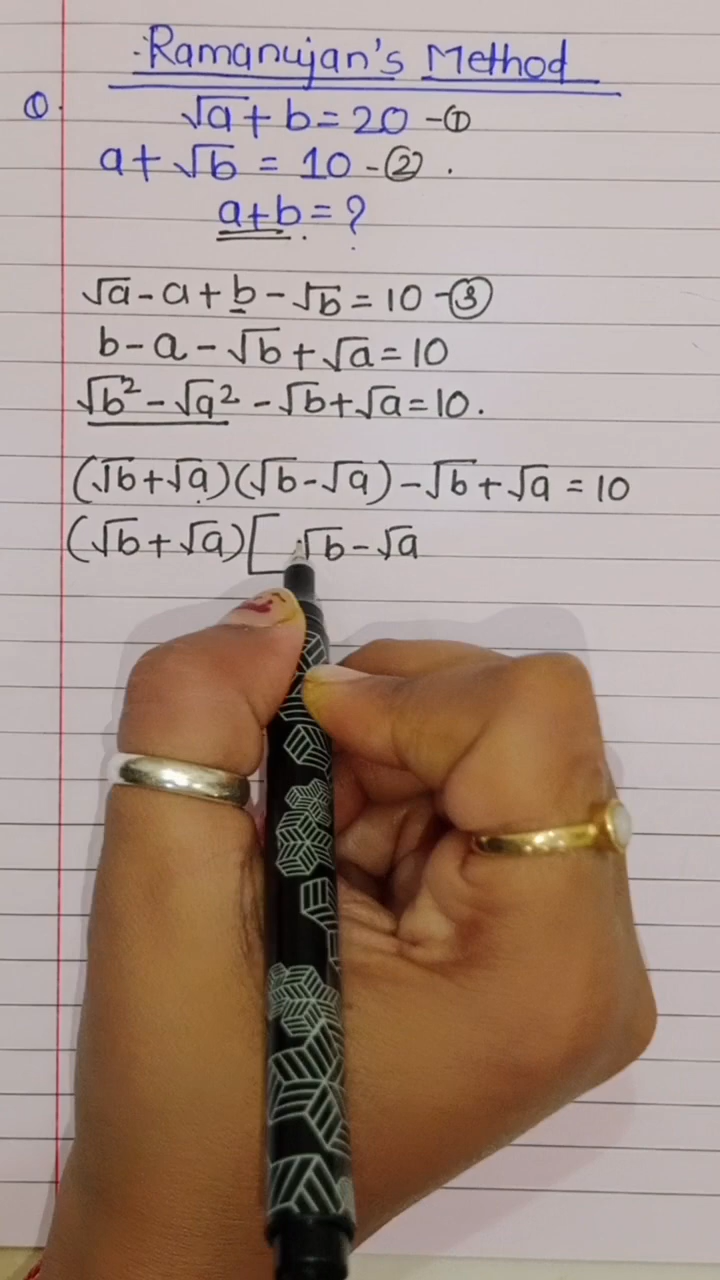 Ramanujan's Method
①.
√a + b = 20 -①
a + √b = 10 -② .
a+b = ?
√a - a + b - √b = 10 -③
b - a - √b + √a = 10
√b² - √a² - √b + √a = 10.
(√b + √a)(√b - √a) - √b + √a = 10
(√b + √a)[ √b - √a